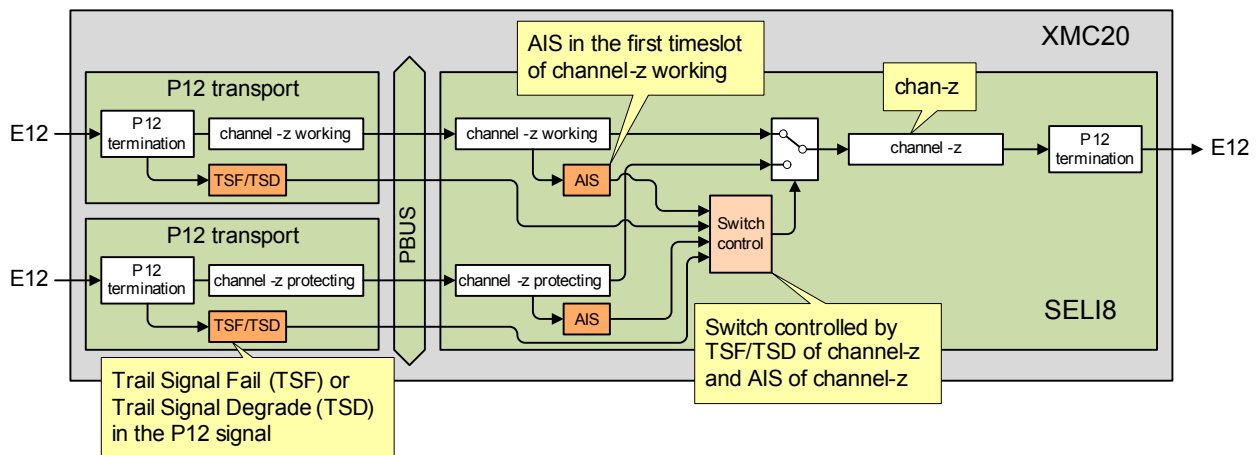 XMC20
AIS in the first timeslot
of channel-z working
P12 transport
chan-z
E12
P12
termination
channel -z working
channel -z working
channel -z
P12
termination
E12
TSF/TSD
AIS
PBUS
Switch
control
P12 transport
E12
P12
termination
channel -z protecting
channel -z protecting
TSF/TSD
AIS
SELI8
Switch controlled by
TSF/TSD of channel-z
and AIS of channel-z
Trail Signal Fail (TSF) or
Trail Signal Degrade (TSD)
in the P12 signal